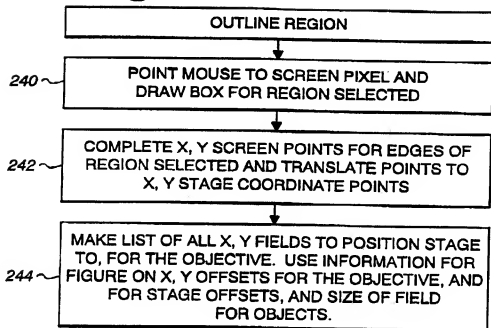 OUTLINE REGION
240
POINT MOUSE TO SCREEN PIXEL AND
DRAW BOX FOR REGION SELECTED
242
COMPLETE X, Y SCREEN POINTS FOR EDGES OF
REGION SELECTED AND TRANSLATE POINTS TO
X, Y STAGE COORDINATE POINTS
244
MAKE LIST OF ALL X, Y FIELDS TO POSITION STAGE
TO, FOR THE OBJECTIVE. USE INFORMATION FOR
FIGURE ON X, Y OFFSETS FOR THE OBJECTIVE, AND
FOR STAGE OFFSETS, AND SIZE OF FIELD
FOR OBJECTS.